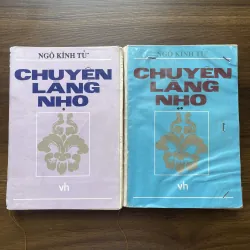 NGÔ KÍNH TỬ
CHUYỆN
LÀNG
NHO
*
vh
NGÔ KÍNH TỬ
CHUYỆN
LÀNG
NHO
**
vh